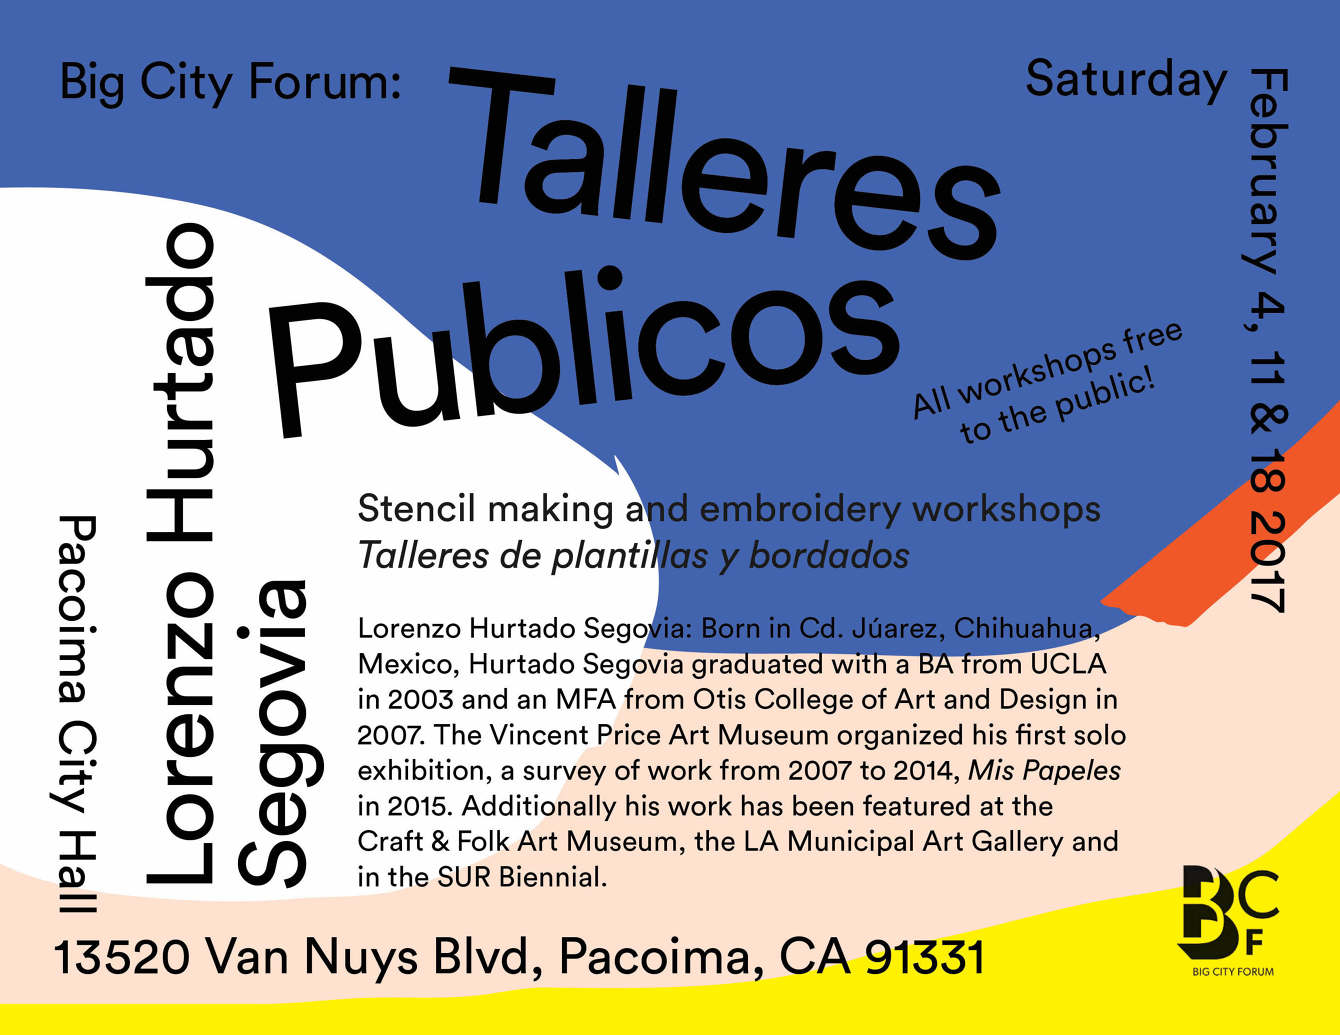 Big City Forum:
Talleres
Publicos
Saturday
February 4, 11 & 18 2017
All workshops free
to the public!
Lorenzo Hurtado
Segovia
Pacoima City Hall
Stencil making and embroidery workshops
Talleres de plantillas y bordados
Lorenzo Hurtado Segovia: Born in Cd. Júarez, Chihuahua,
Mexico, Hurtado Segovia graduated with a BA from UCLA
in 2003 and an MFA from Otis College of Art and Design in
2007. The Vincent Price Art Museum organized his first solo
exhibition, a survey of work from 2007 to 2014, Mis Papeles
in 2015. Additionally his work has been featured at the
Craft & Folk Art Museum, the LA Municipal Art Gallery and
in the SUR Biennial.
13520 Van Nuys Blvd, Pacoima, CA 91331
BCF
BIG CITY FORUM